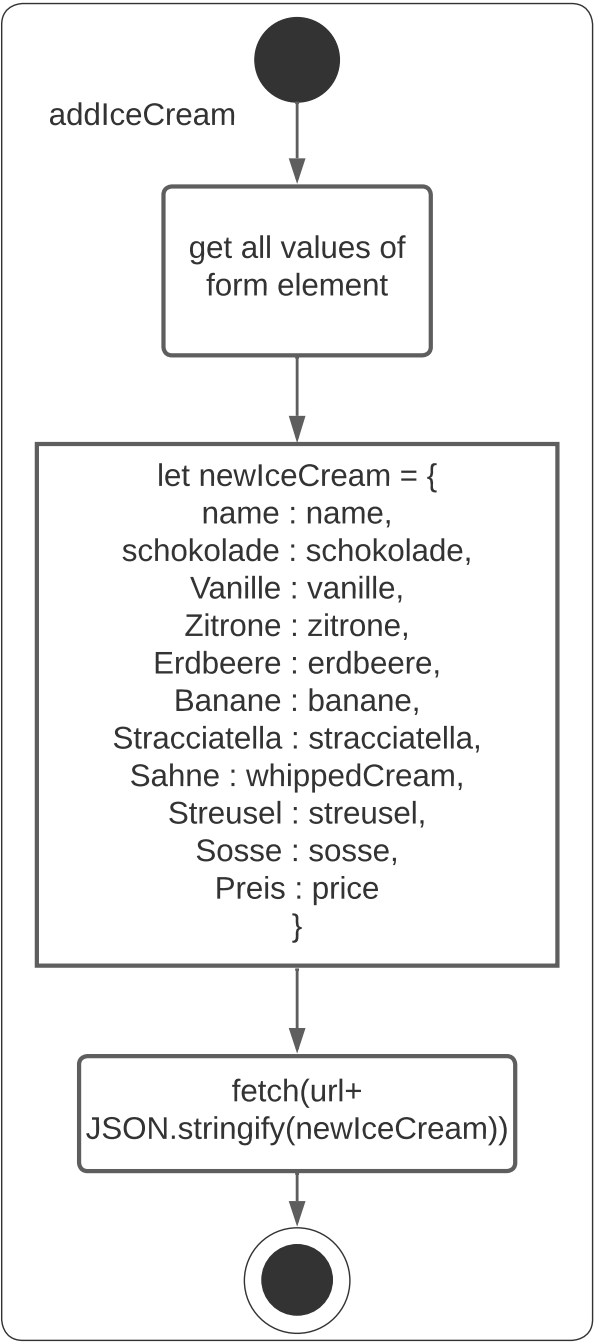 addIceCream
get all values of
form element
let newIceCream = {
name : name,
schokolade : schokolade,
Vanille : vanille,
Zitrone : zitrone,
Erdbeere : erdbeere,
Banane : banane,
Stracciatella : stracciatella,
Sahne : whippedCream,
Streusel : streusel,
Sosse : sosse,
Preis : price
}
fetch(url+
JSON.stringify(newIceCream))